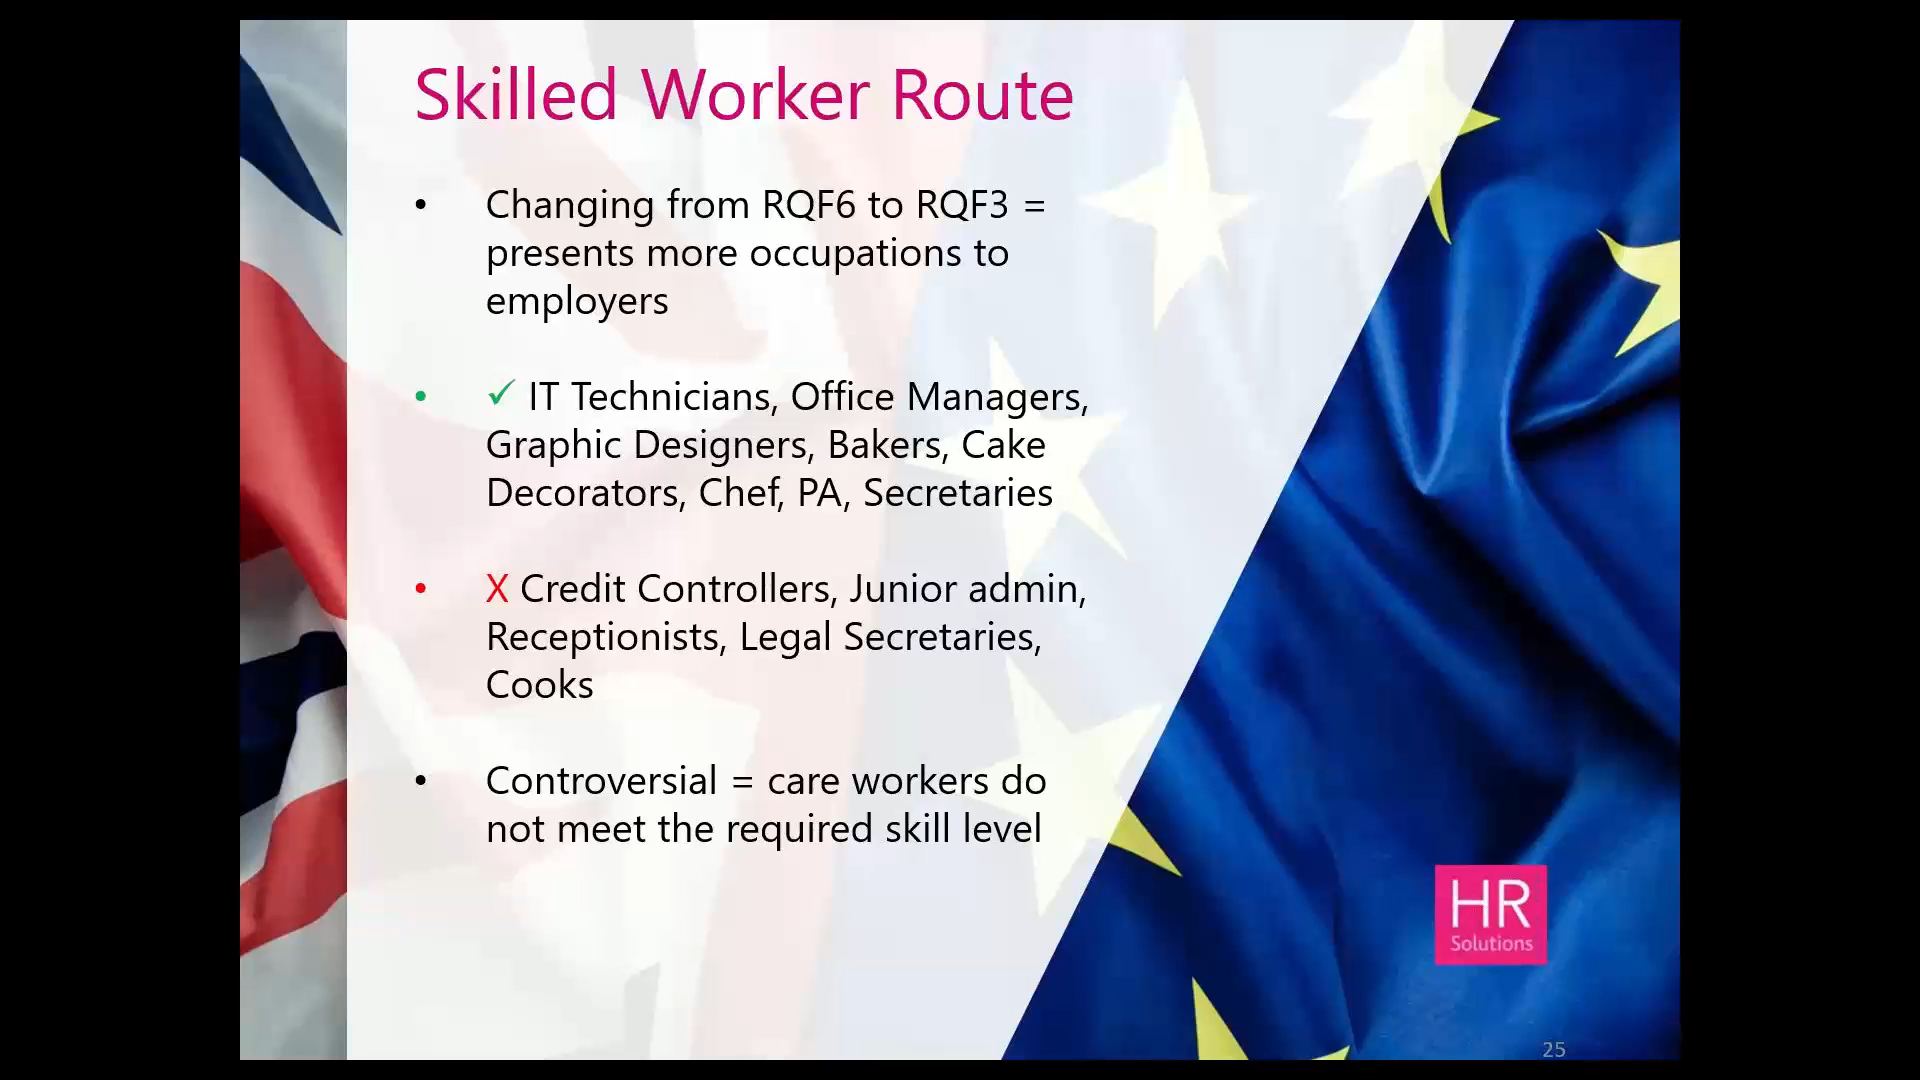 Skilled Worker Route
• Changing from RQF6 to RQF3 =
presents more occupations to
employers
• ✓ IT Technicians, Office Managers,
Graphic Designers, Bakers, Cake
Decorators, Chef, PA, Secretaries
• X Credit Controllers, Junior admin,
Receptionists, Legal Secretaries,
Cooks
• Controversial = care workers do
not meet the required skill level
HR
Solutions
25